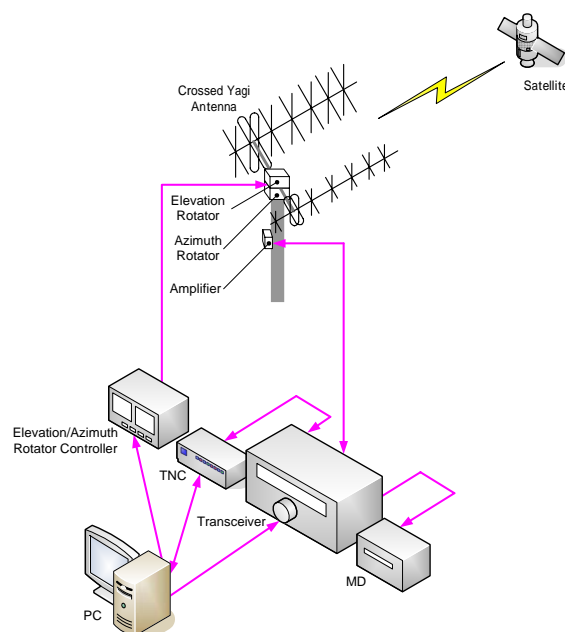 Satellite
Crossed Yagi
Antenna
Elevation
Rotator
Azimuth
Rotator
Amplifier
Elevation/Azimuth
Rotator Controller
TNC
Transceiver
MD
PC